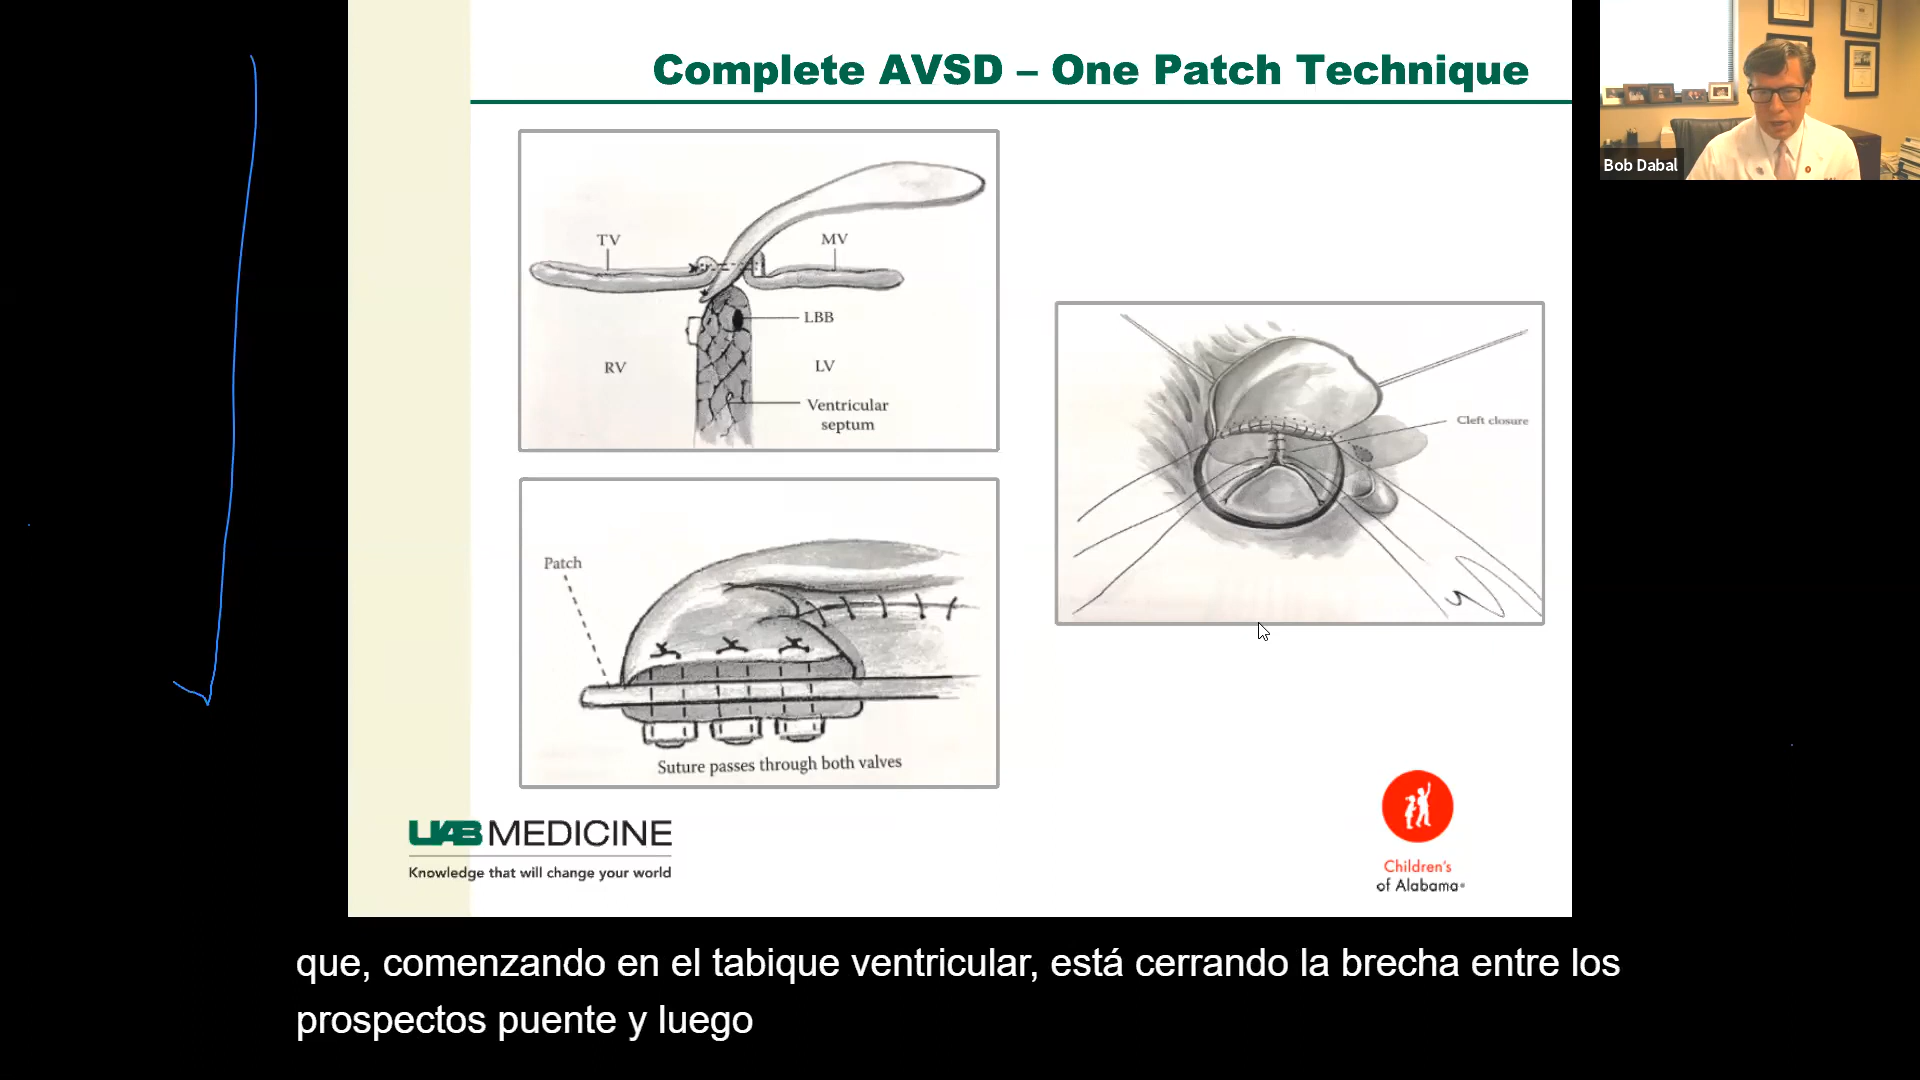 Complete AVSD – One Patch Technique
Bob Dabal
TV
MV
LBB
RV
LV
Ventricular
septum
Cleft closure
Patch
Suture passes through both valves
UAB MEDICINE
Knowledge that will change your world
Children's
of Alabama®
que, comenzando en el tabique ventricular, está cerrando la brecha entre los
prospectos puente y luego